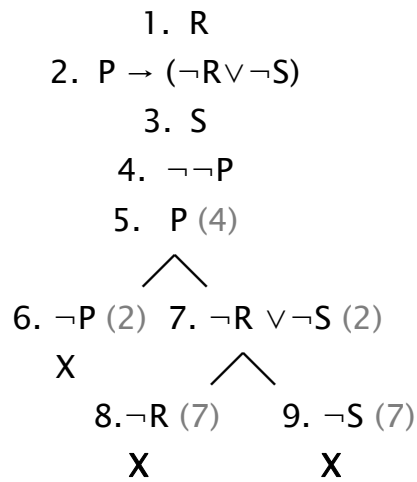 1. R
2. P → (¬R∨¬S)
3. S
4. ¬¬P
5. P (4)
6. ¬P (2) 7. ¬R ∨¬S (2)
X
8.¬R (7) 9. ¬S (7)
X X